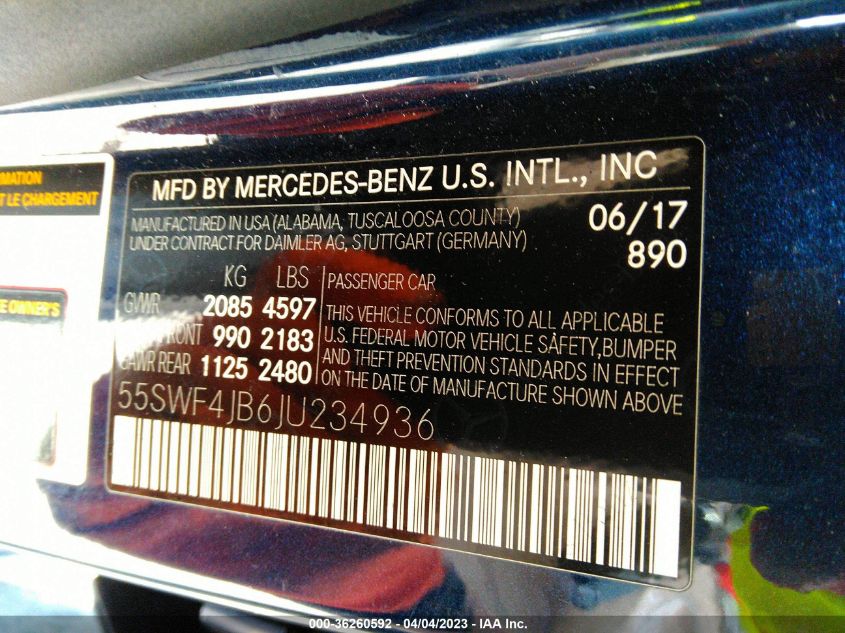 RMATION
T LE CHARGEMENT
E OWNER'S
MFD BY MERCEDES-BENZ U.S. INTL., INC
MANUFACTURED IN USA (ALABAMA, TUSCALOOSA COUNTY)
UNDER CONTRACT FOR DAIMLER AG, STUTTGART (GERMANY)
06/17
890
KG LBS
GVWR 2085 4597
FRONT 990 2183
GAWR REAR 1125 2480
PASSENGER CAR
THIS VEHICLE CONFORMS TO ALL APPLICABLE
U.S. FEDERAL MOTOR VEHICLE SAFETY,BUMPER
AND THEFT PREVENTION STANDARDS IN EFFECT
ON THE DATE OF MANUFACTURE SHOWN ABOVE
55SWF4JB6JU234936
000-36260592 - 04/04/2023 - IAA Inc.